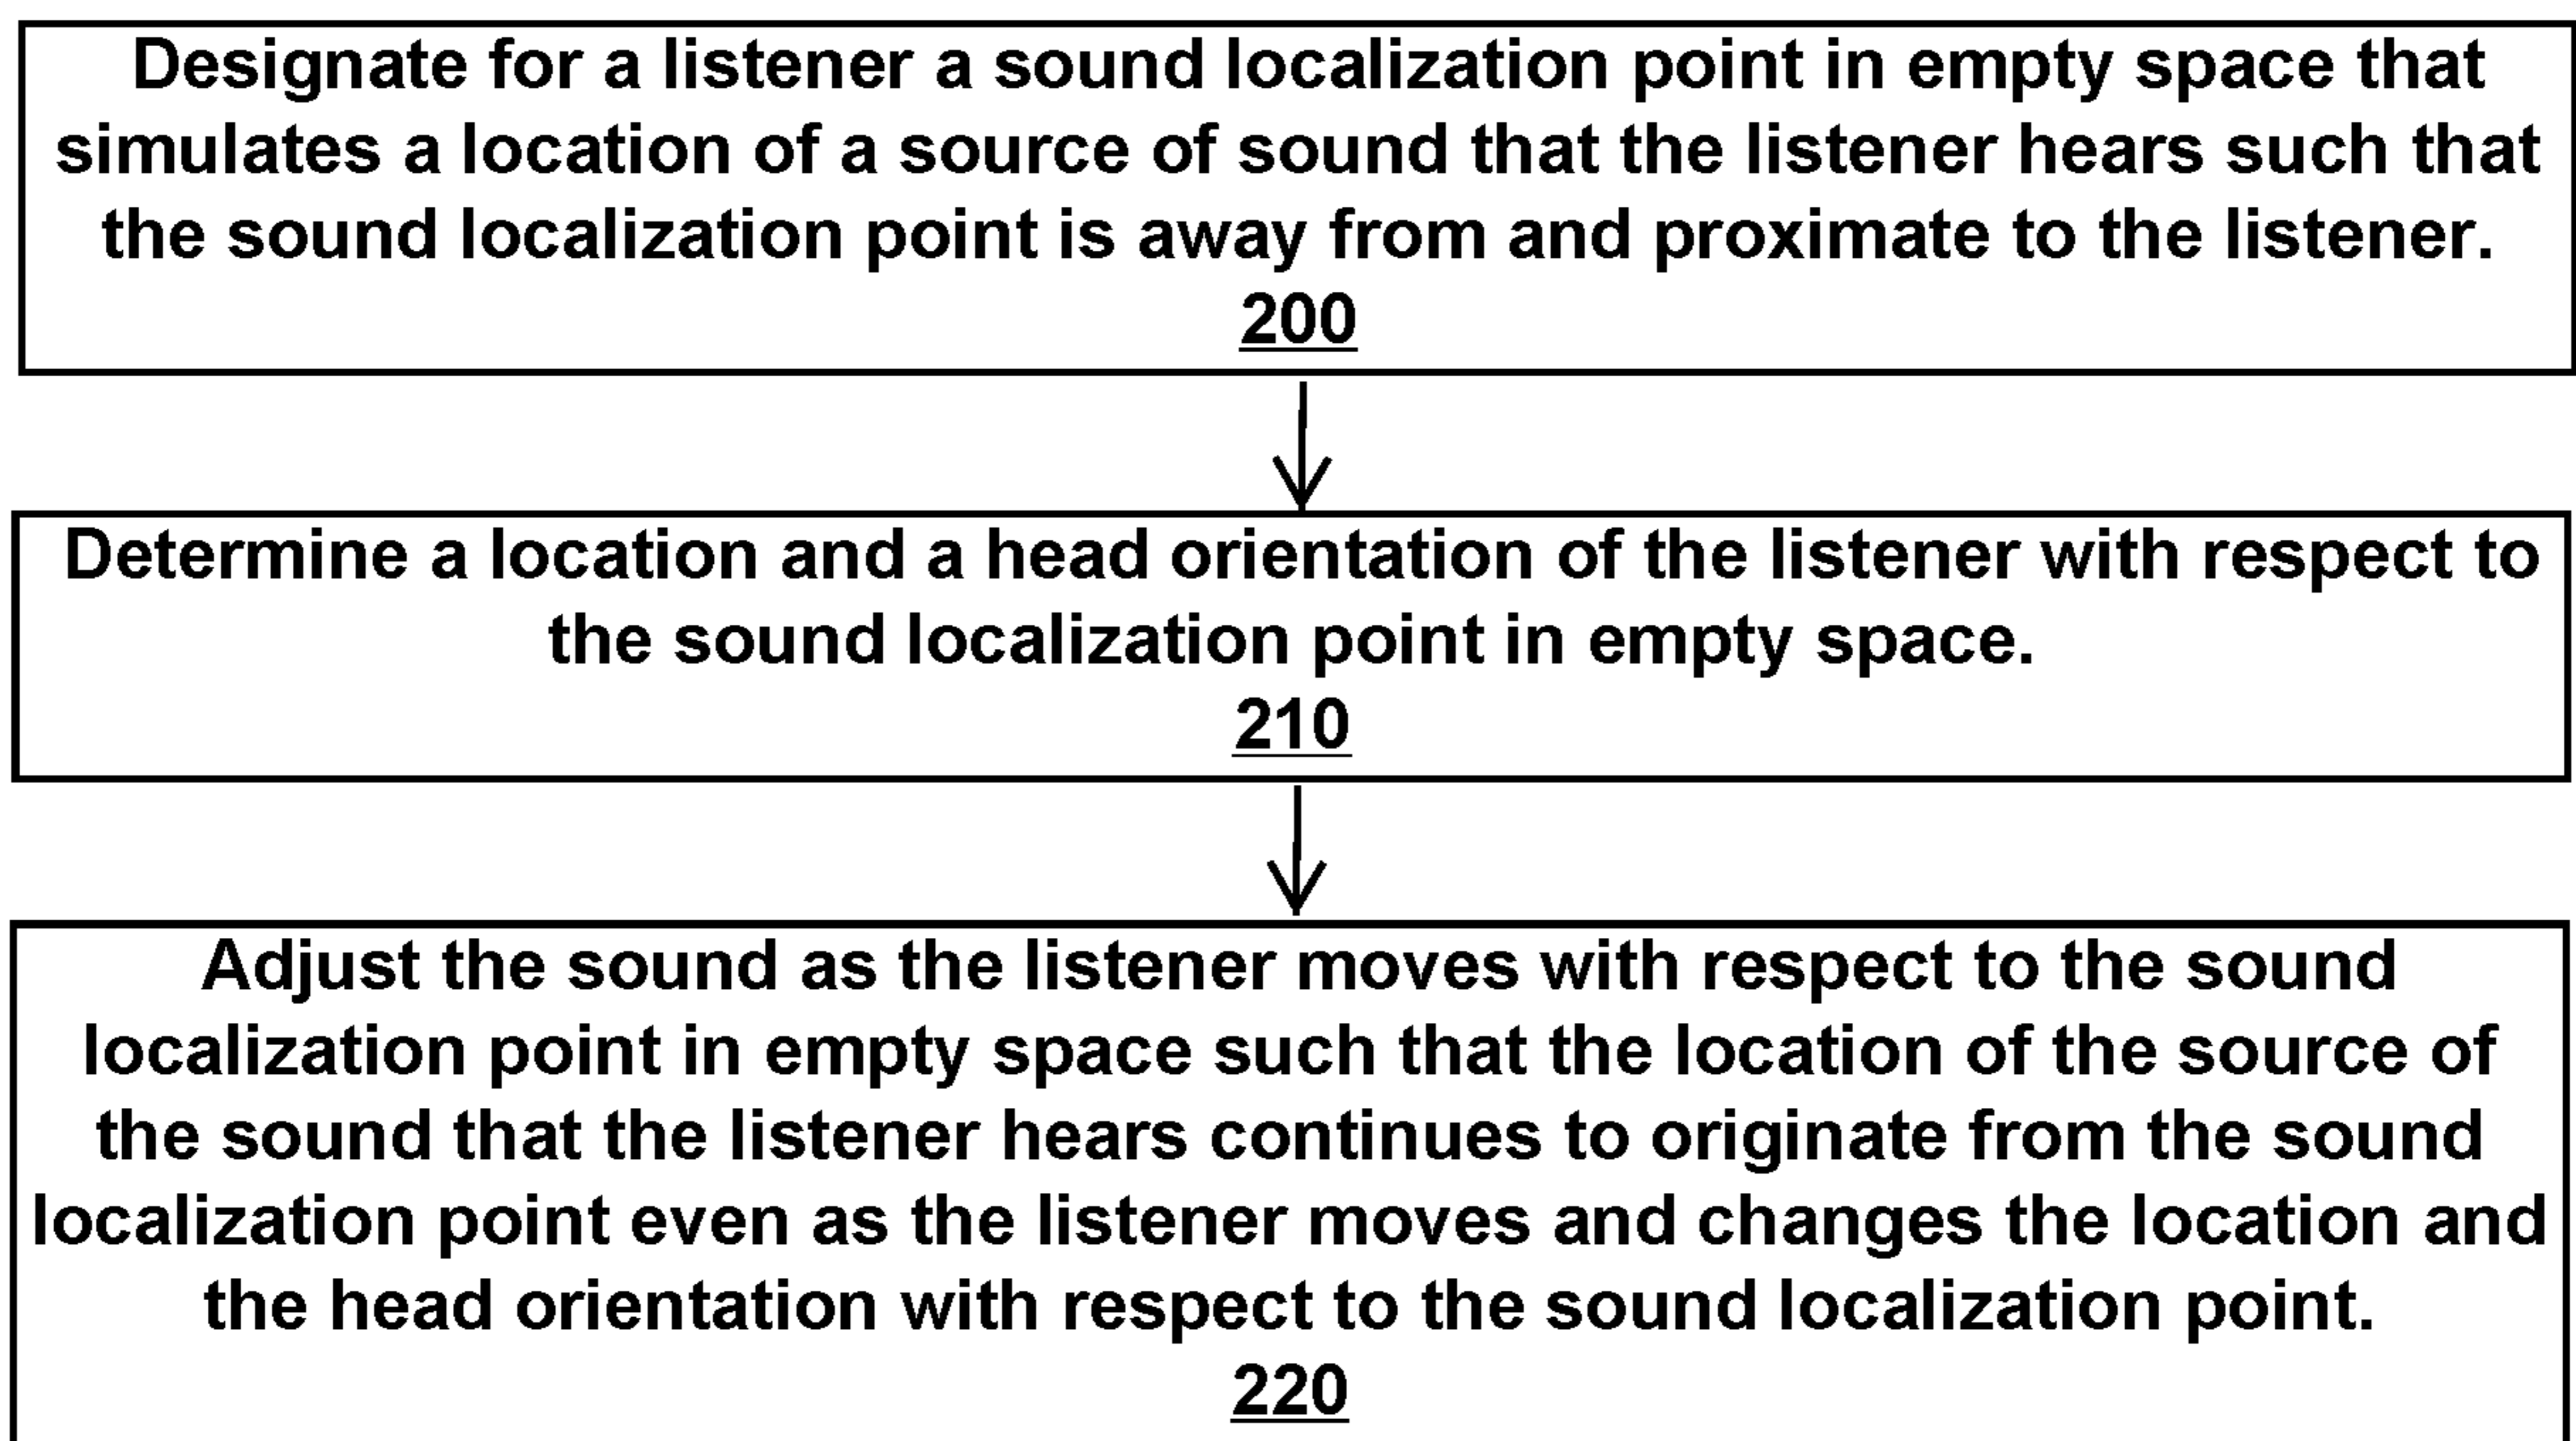 Designate for a listener a sound localization point in empty space that
simulates a location of a source of sound that the listener hears such that
the sound localization point is away from and proximate to the listener.
200
Determine a location and a head orientation of the listener with respect to
the sound localization point in empty space.
210
Adjust the sound as the listener moves with respect to the sound
localization point in empty space such that the location of the source of
the sound that the listener hears continues to originate from the sound
localization point even as the listener moves and changes the location and
the head orientation with respect to the sound localization point.
220